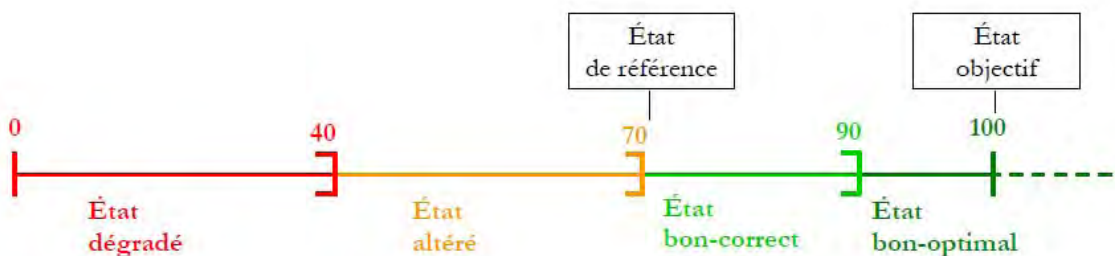 État
de référence
État
objectif
0
40
70
90
100
État
dégradé
État
altéré
État
bon-correct
État
bon-optimal